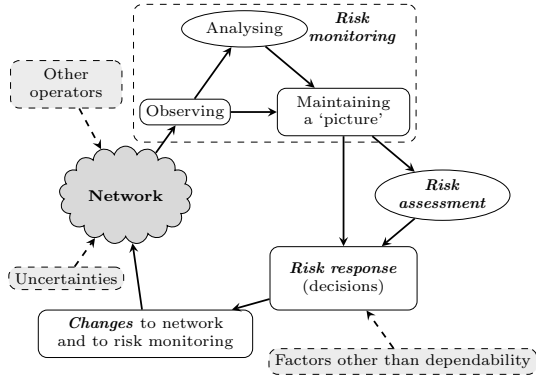 Analysing
Risk
monitoring
Other
operators
Observing
Maintaining
a ‘picture’
Network
Risk
assessment
Uncertainties
Risk response
(decisions)
Changes to network
and to risk monitoring
Factors other than dependability